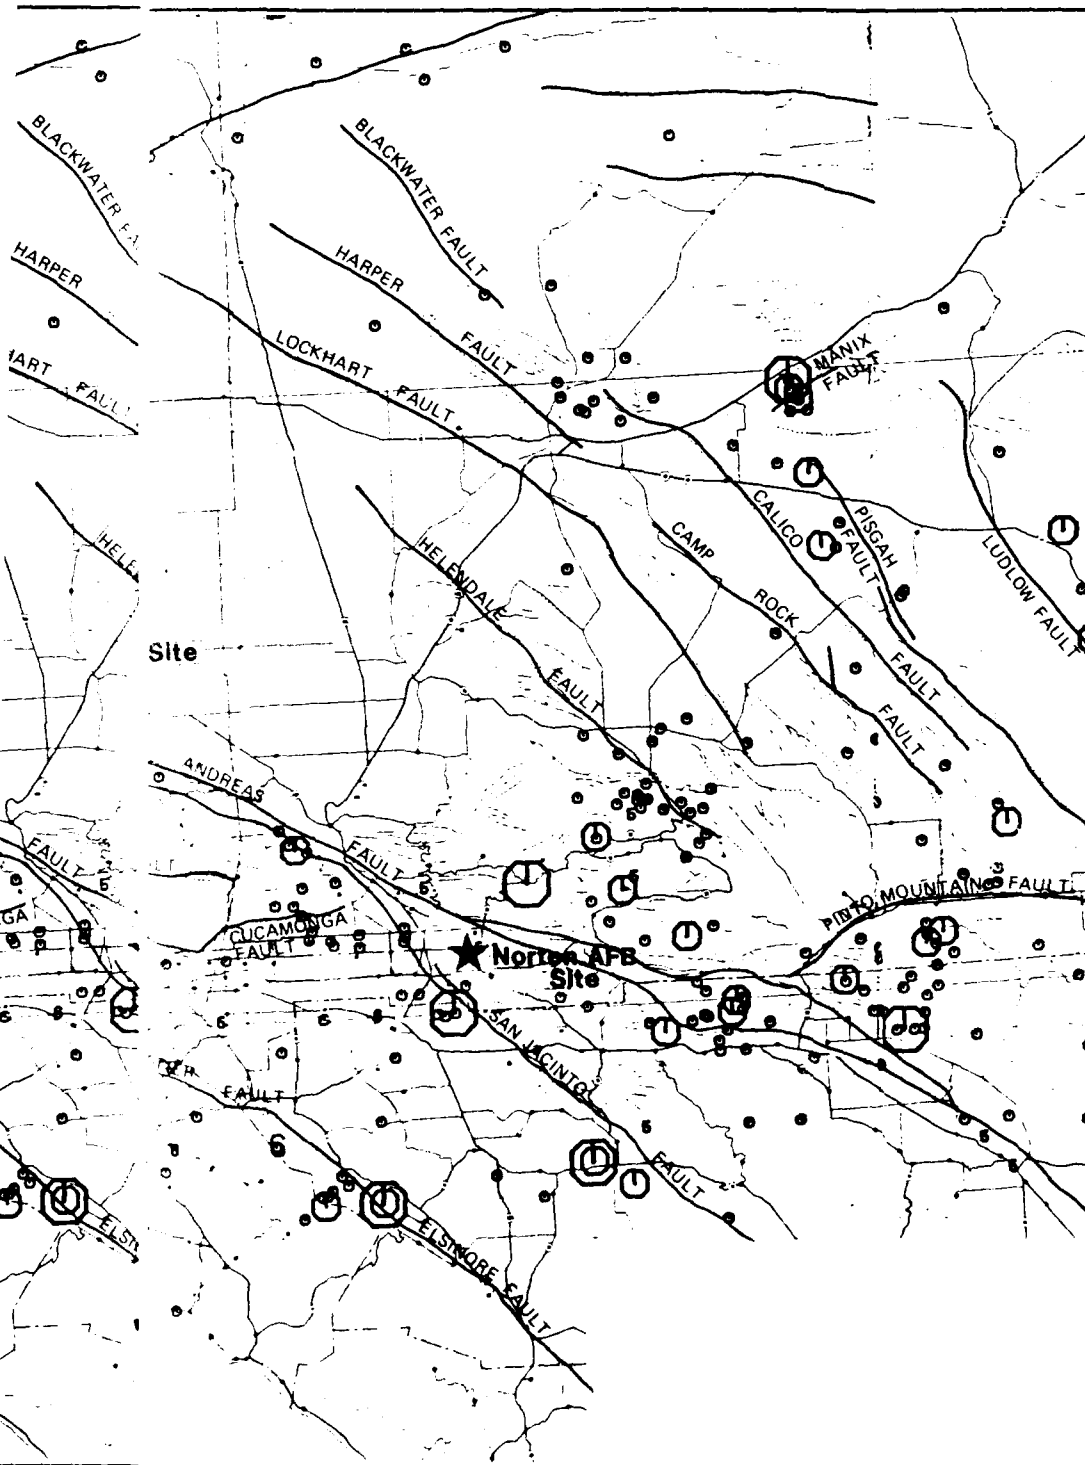 BLACKWATER
BLACKWATER FAULT
HARPER
HARPER FAULT
LOCKHART FAULT
FAULT
MANIX
FAULT
CALICO
FAULT
PISGAH
FAULT
CAMP ROCK
FAULT
LUDLOW FAULT
HELENDALE
FAULT
Site
ANDREAS
FAULT
FAULT
CUCAMONGA
FAULT
PINTO MOUNTAIN FAULT
Norton AFB
Site
SAN JACINTO
FAULT
FAULT
ELSINORE FAULT